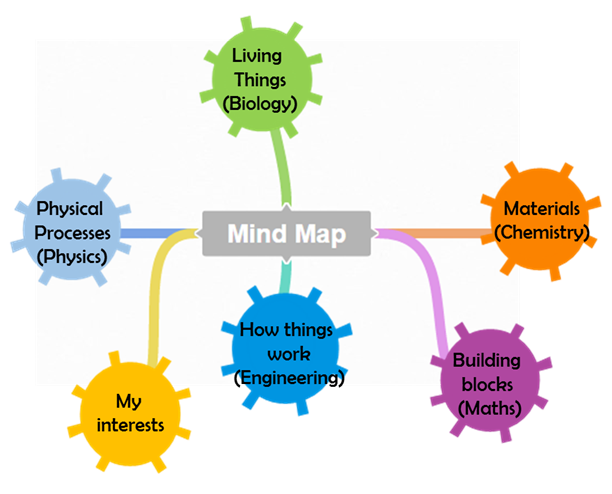 Living
Things
(Biology)
Physical
Processes
(Physics)
Mind Map
Materials
(Chemistry)
How things
work
(Engineering)
Building
blocks
(Maths)
My
interests